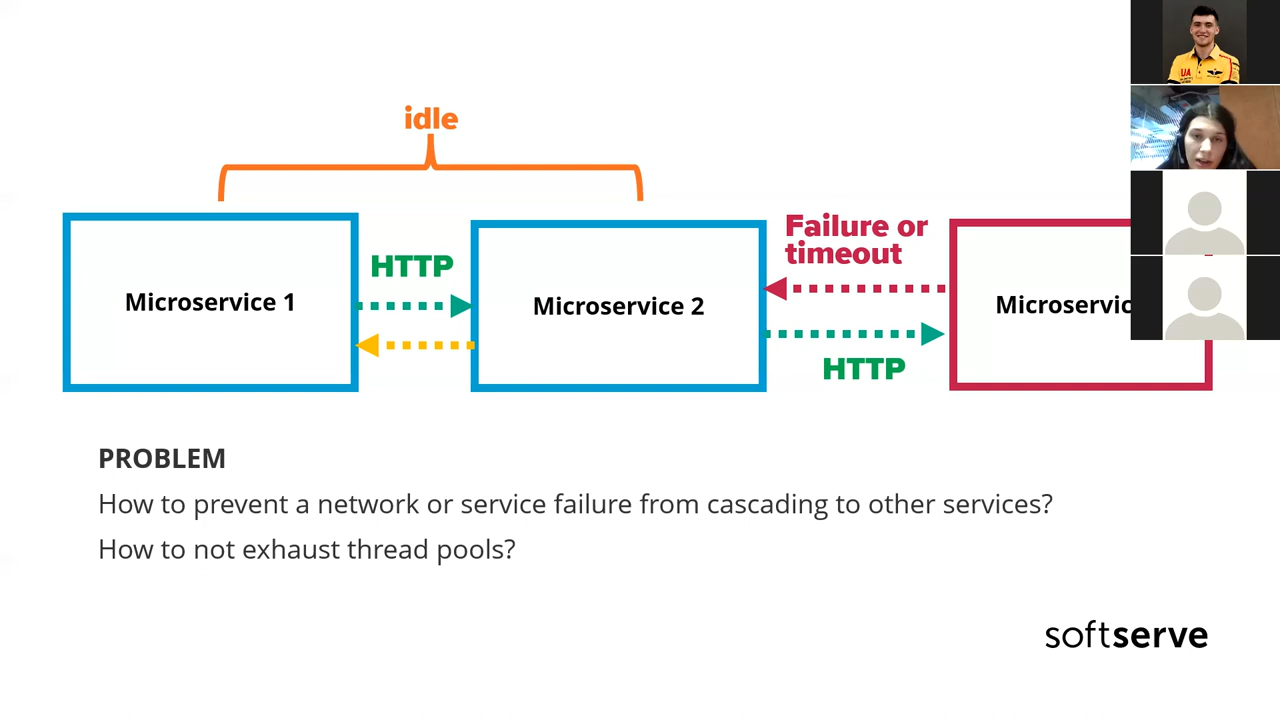 idle
Failure or
timeout
HTTP
Microservice 1
Microservice 2
HTTP
PROBLEM
How to prevent a network or service failure from cascading to other services?
How to not exhaust thread pools?
softserve
UA